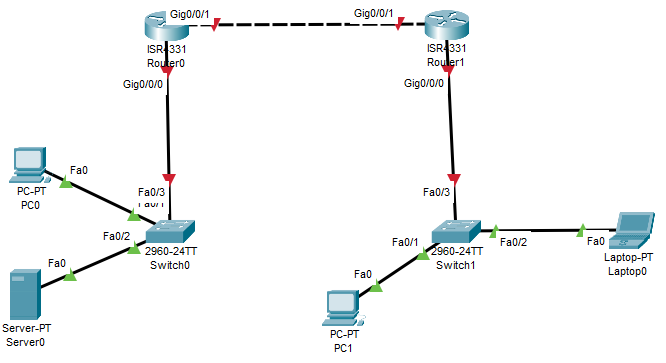 Gig0/0/1
Gig0/0/1
ISR4331
Router0
ISR4331
Router1
Gig0/0/0
Gig0/0/0
Fa0
PC-PT
PC0
Fa0/3
Fa0/1
Fa0/2
2960-24TT
Switch0
Fa0
Server-PT
Server0
Fa0/3
Fa0/1
Fa0/2
2960-24TT
Switch1
Fa0
Laptop-PT
Laptop0
Fa0
PC-PT
PC1